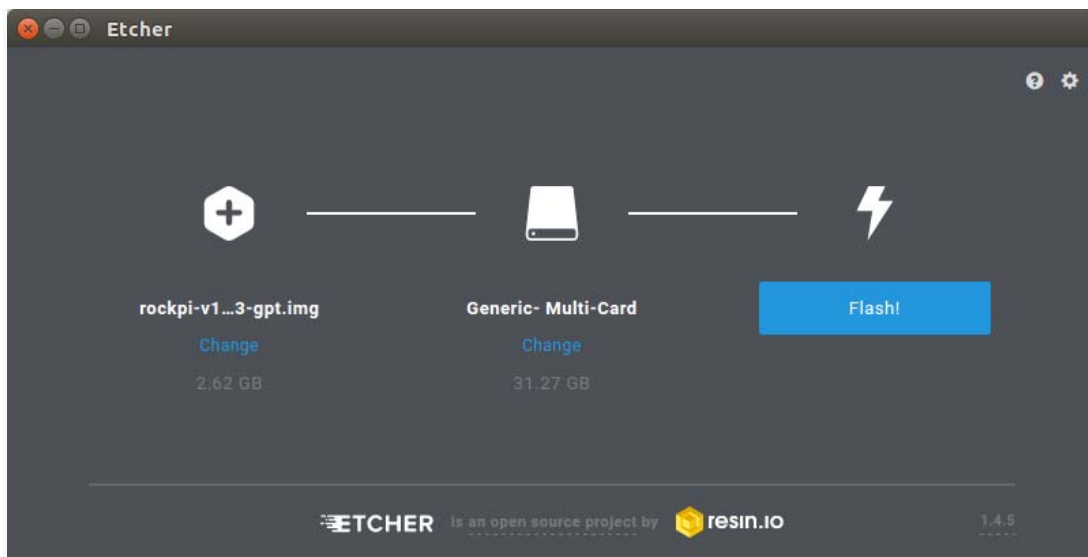 Etcher
rockpi-v1...3-gpt.img
Generic- Multi-Card
Flash!
Change
Change
2.62 GB
31.27 GB
ETCHER is an open source project by resin.io
1.4.5